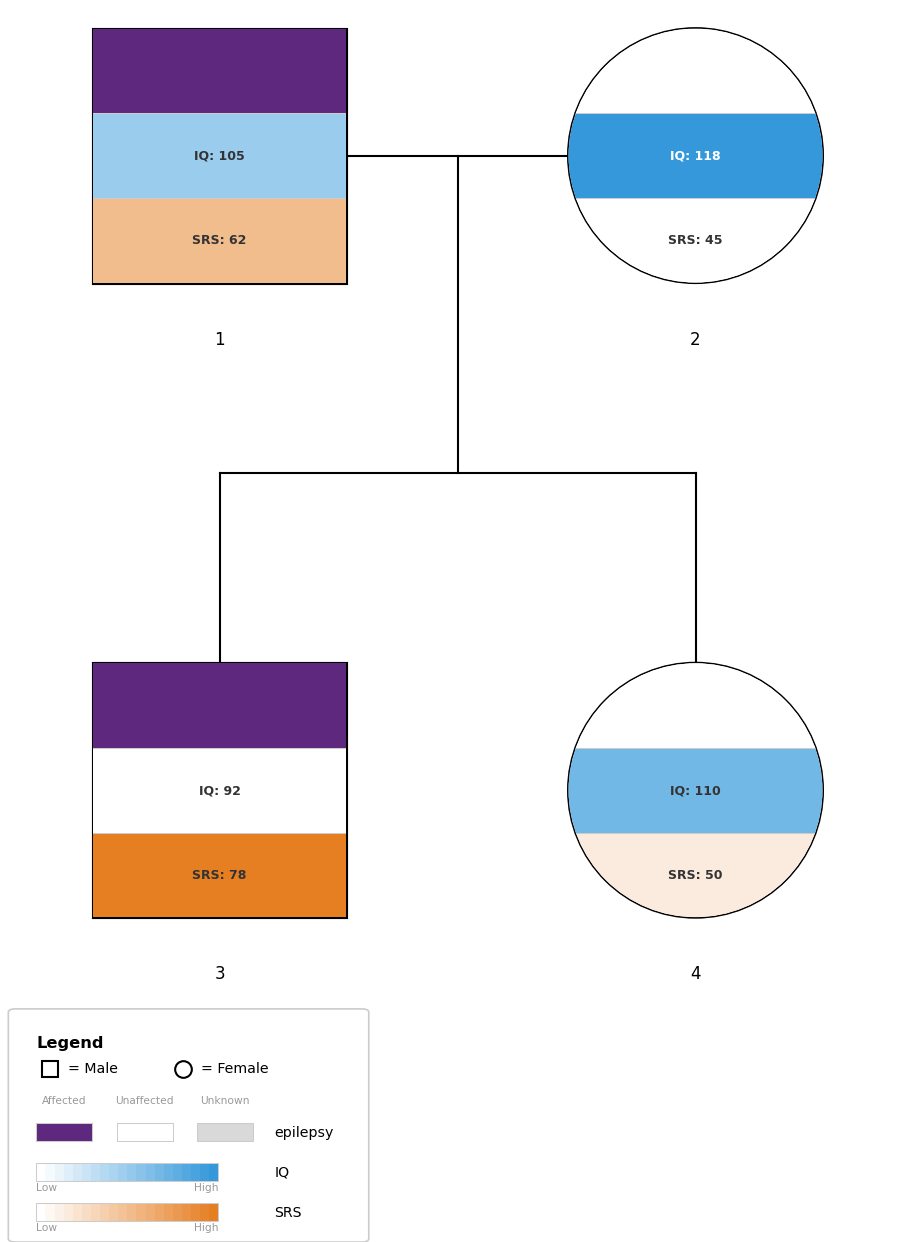 IQ: 105
IQ: 118
SRS: 62
SRS: 45
1
2
IQ: 92
IQ: 110
SRS: 78
SRS: 50
3
4
Legend
= Male
= Female
Affected Unaffected Unknown
epilepsy
IQ
Low High
SRS
Low High